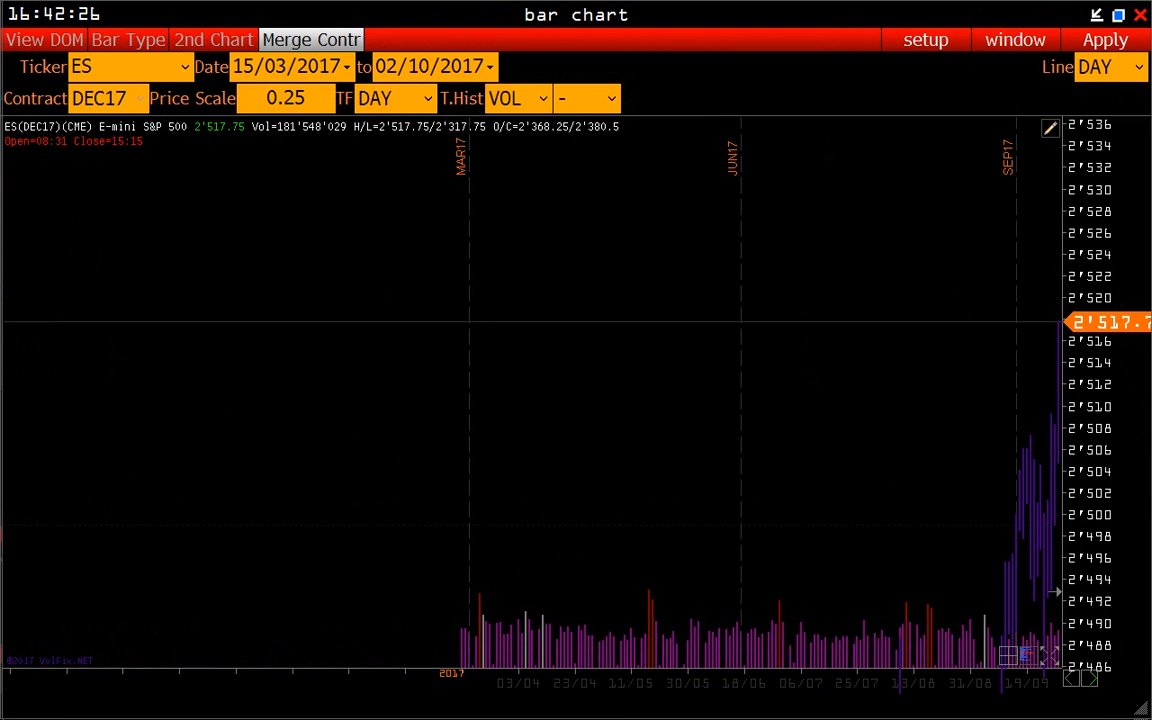 16:42:26 bar chart
View DOM Bar Type 2nd Chart Merge Contr setup window Apply
Ticker ES Date 15/03/2017 to 02/10/2017 Line DAY
Contract DEC17 Price Scale 0.25 TF DAY T.Hist VOL -
ES(DEC17)(CME) E-mini S&P 500 2'517.75 Vol=181'548'029 H/L=2'517.75/2'317.75 O/C=2'368.25/2'380.5
Open=08:31 Close=15:15
MAR17 JUN17 SEP17
2'536
2'534
2'532
2'530
2'528
2'526
2'524
2'522
2'520
2'517.7
2'516
2'514
2'512
2'510
2'508
2'506
2'504
2'502
2'500
2'498
2'496
2'494
2'492
2'490
2'488
2'486
©2017 VolFix.NET
2017 03/04 23/04 11/05 30/05 18/06 06/07 25/07 13/08 31/08 19/09